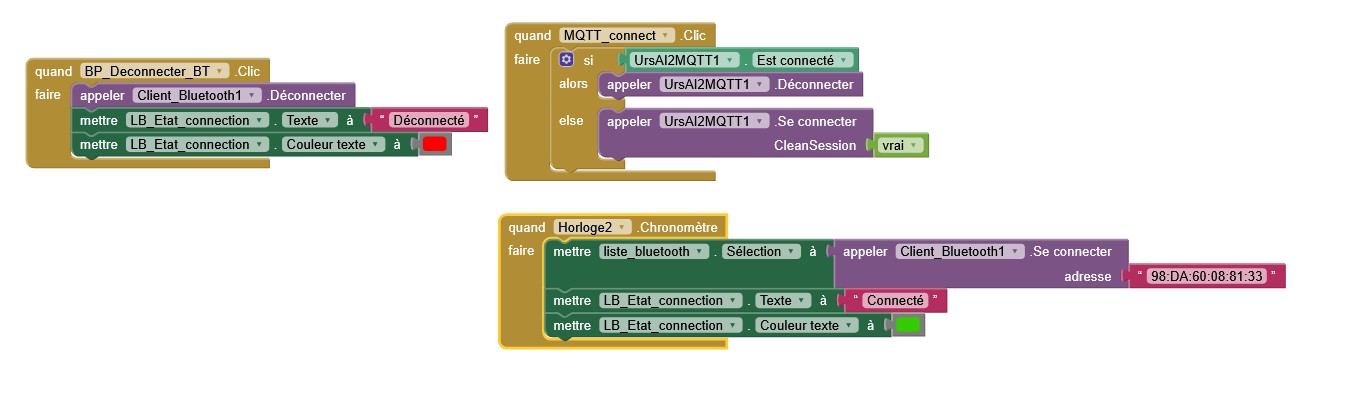 quand BP_Deconnecter_BT .Clic
faire appeler Client_Bluetooth1 .Déconnecter
mettre LB_Etat_connection . Texte à “ Déconnecté ”
mettre LB_Etat_connection . Couleur texte à
quand MQTT_connect .Clic
faire si UrsAI2MQTT1 . Est connecté
alors appeler UrsAI2MQTT1 .Déconnecter
else appeler UrsAI2MQTT1 .Se connecter
CleanSession vrai
quand Horloge2 .Chronomètre
faire mettre liste_bluetooth . Sélection à appeler Client_Bluetooth1 .Se connecter
adresse “ 98:DA:60:08:81:33 ”
mettre LB_Etat_connection . Texte à “ Connecté ”
mettre LB_Etat_connection . Couleur texte à